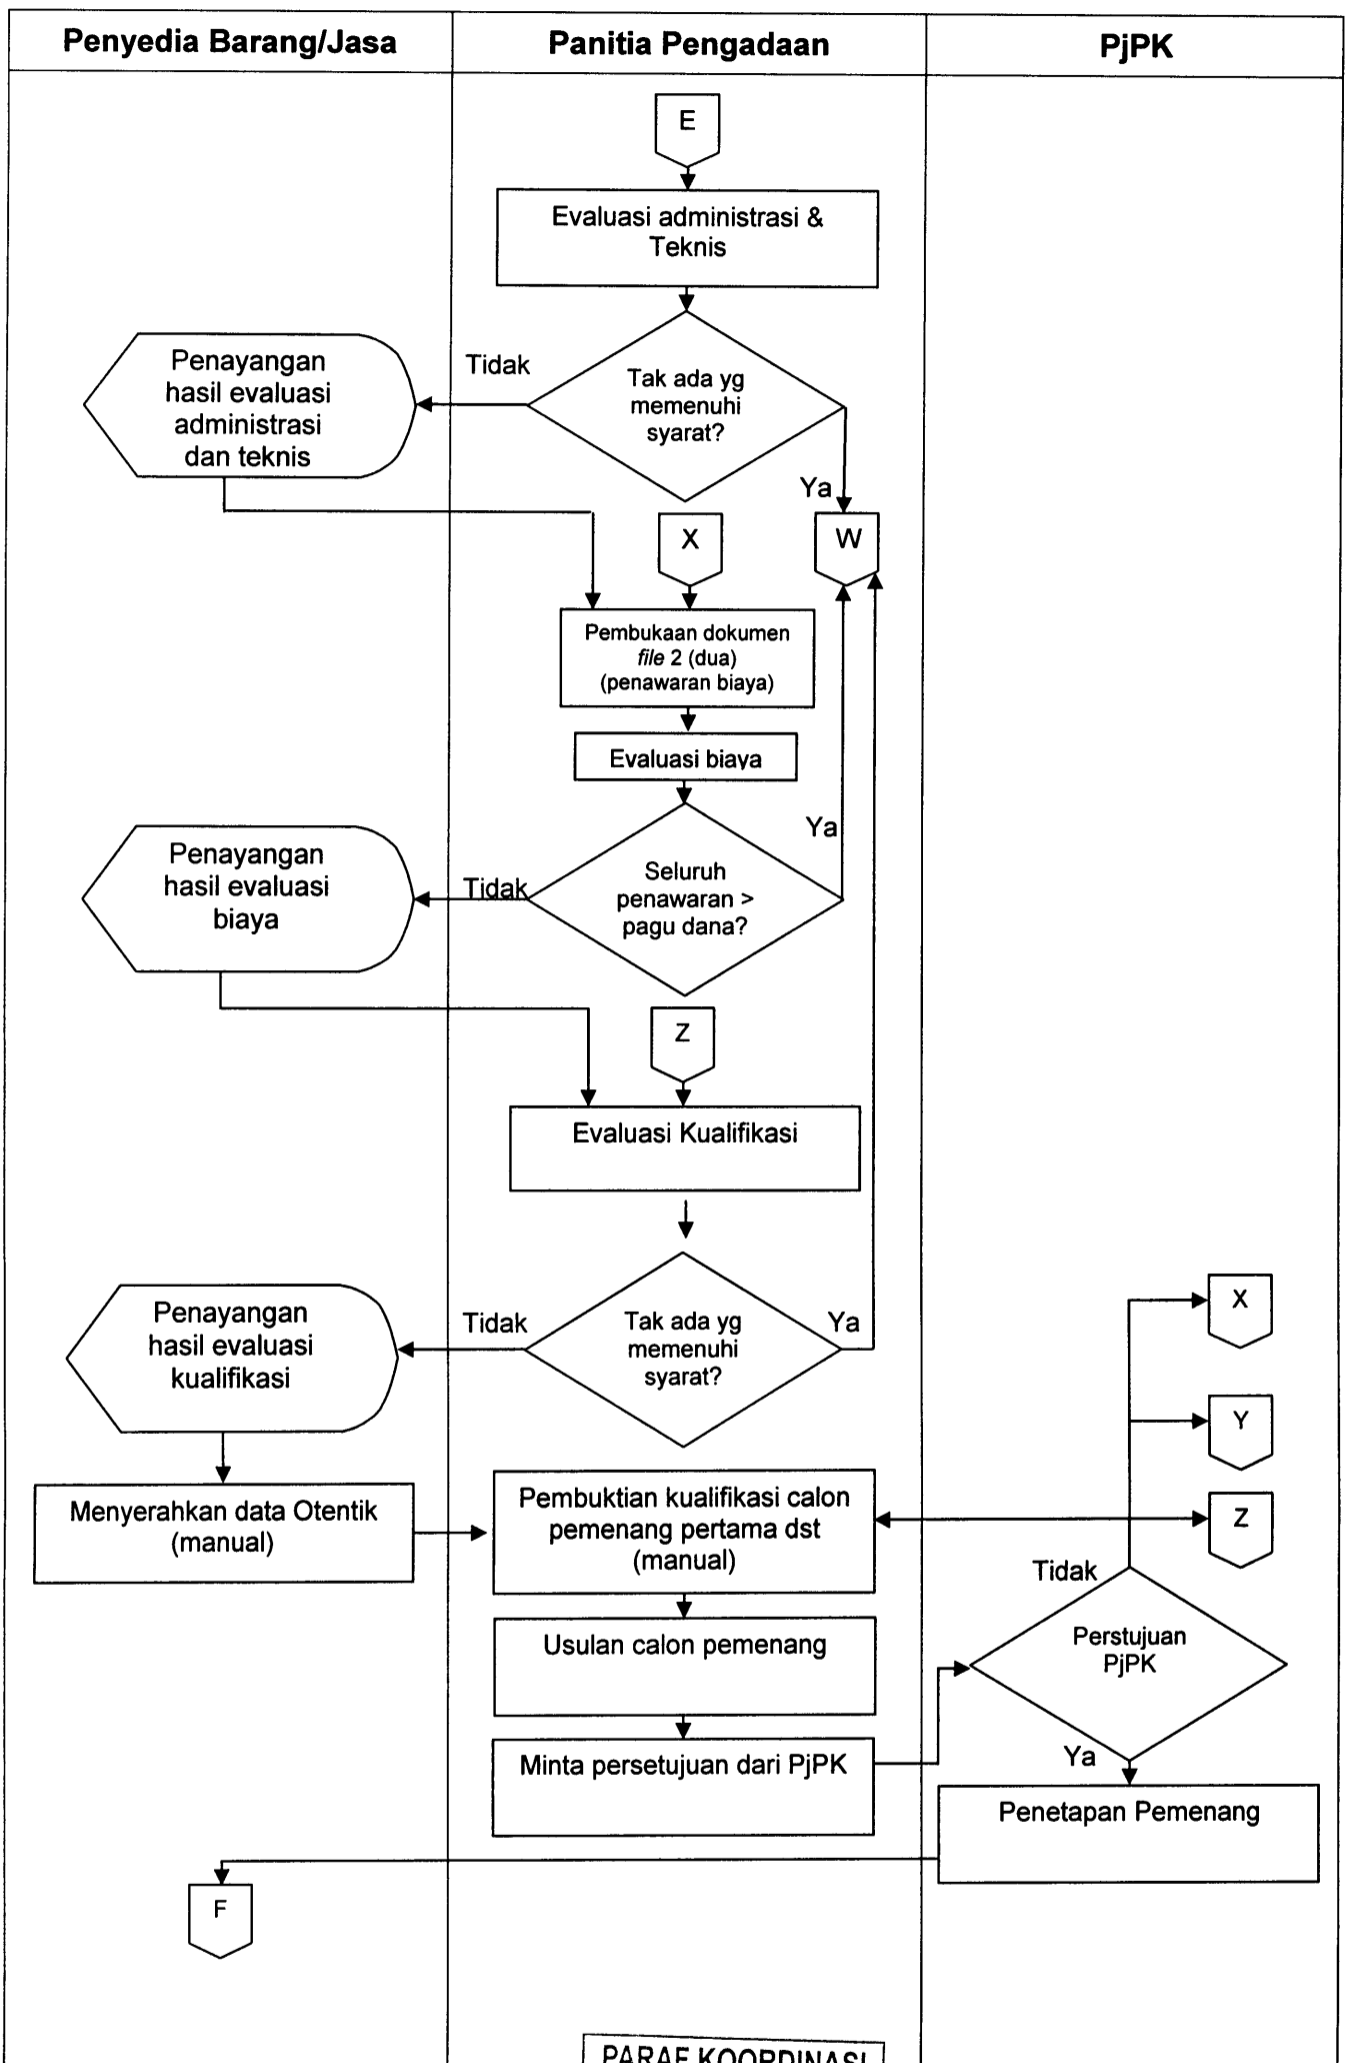 Penyedia Barang/Jasa
Panitia Pengadaan
PjPK
E
Evaluasi administrasi &
Teknis
Penayangan
hasil evaluasi
administrasi
dan teknis
Tidak
Tak ada yg
memenuhi
syarat?
Ya
X
W
Pembukaan dokumen
file 2 (dua)
(penawaran biaya)
Evaluasi biaya
Ya
Penayangan
hasil evaluasi
biaya
Tidak
Seluruh
penawaran >
pagu dana?
Z
Evaluasi Kualifikasi
Penayangan
hasil evaluasi
kualifikasi
Tidak
Tak ada yg
memenuhi
syarat?
Ya
X
Y
Z
Menyerahkan data Otentik
(manual)
Pembuktian kualifikasi calon
pemenang pertama dst
(manual)
Tidak
Usulan calon pemenang
Perstujuan
PjPK
Minta persetujuan dari PjPK
Ya
Penetapan Pemenang
F
PARAF KOORDINASI